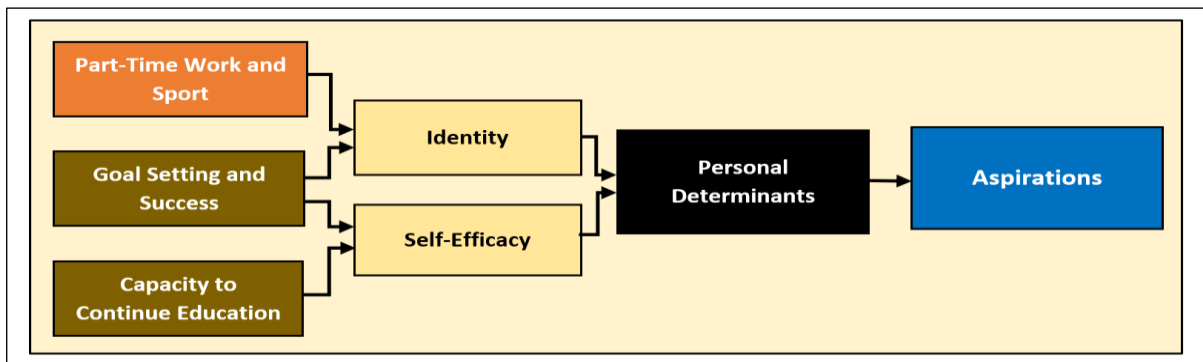 Part-Time Work and
Sport
Goal Setting and
Success
Capacity to
Continue Education
Identity
Self-Efficacy
Personal
Determinants
Aspirations